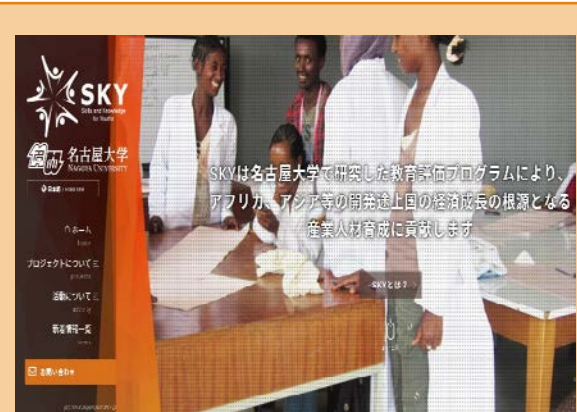 SKY
Skills and Knowledge
for Youths
名古屋大学
NAGOYA UNIVERSITY
ホーム
home
プロジェクトについて
projects
活動について
activity
新着情報一覧
news
お問い合わせ
SKYは名古屋大学で研究した教育評価プログラムにより、
アフリカ、アジア等の開発途上国の経済成長の根源となる
産業人材育成に貢献します
SKYとは？